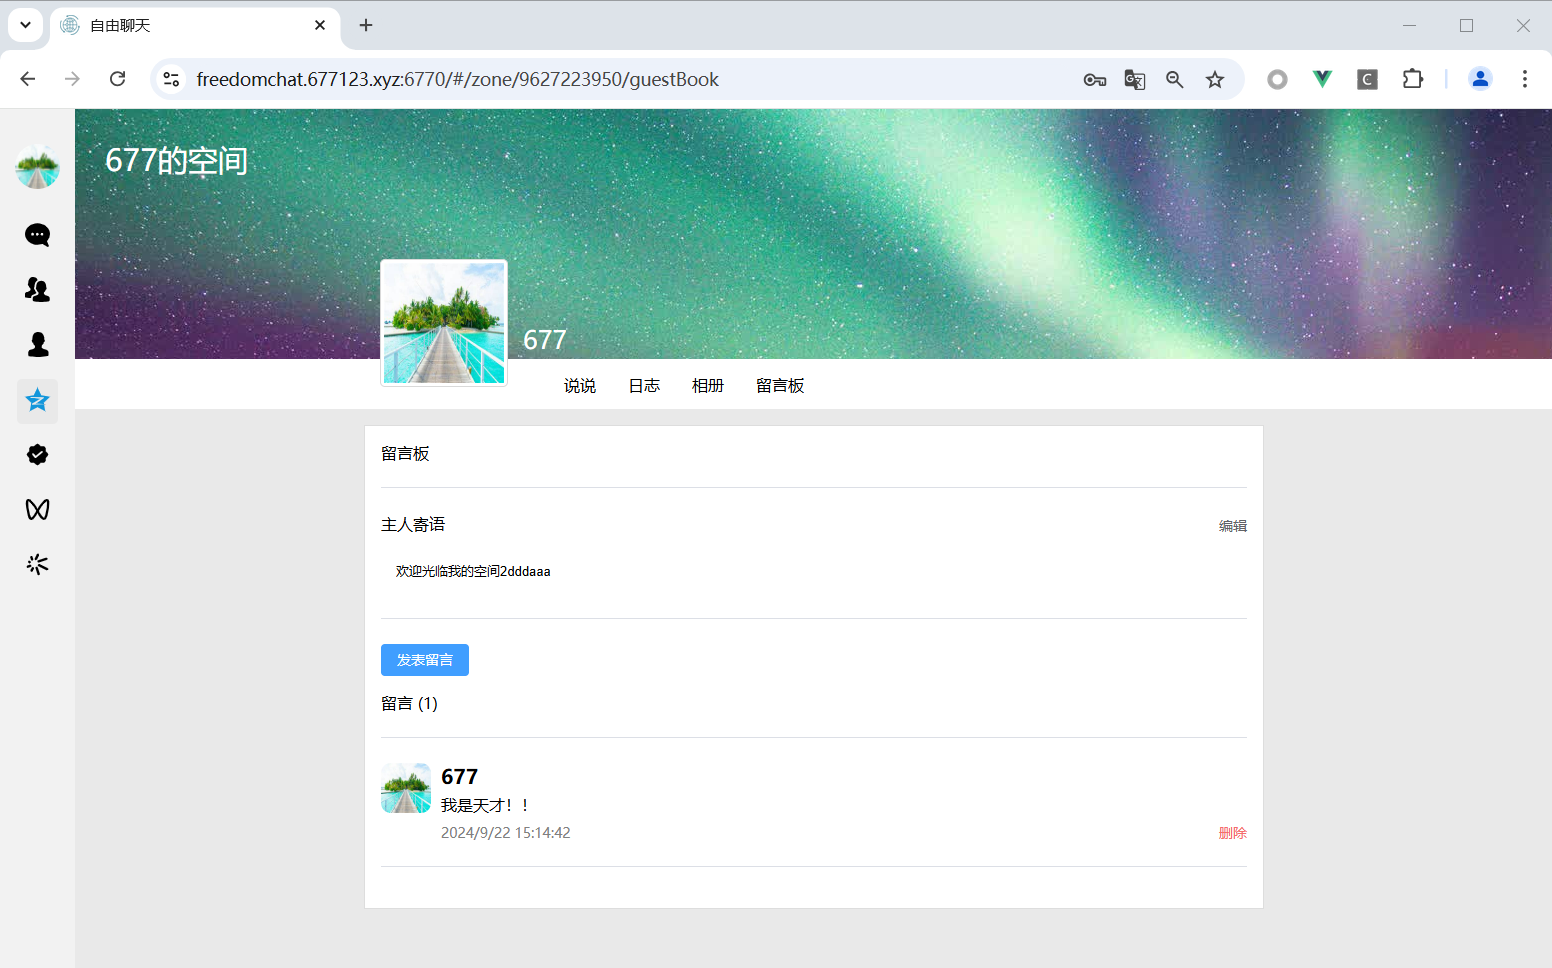 自由聊天
freedomchat.677123.xyz:6770/#/zone/9627223950/guestBook
677的空间
677
说说 日志 相册 留言板
留言板
主人寄语 编辑
欢迎光临我的空间2dddaaa
发表留言
留言 (1)
677
我是天才！！
2024/9/22 15:14:42 删除